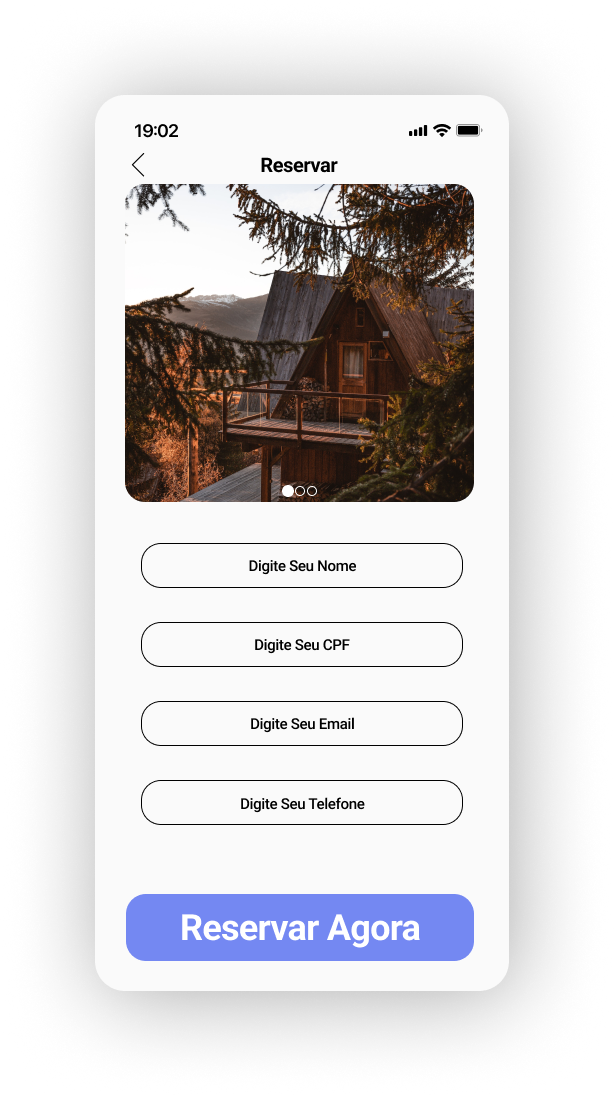 19:02
Reservar
Digite Seu Nome
Digite Seu CPF
Digite Seu Email
Digite Seu Telefone
Reservar Agora